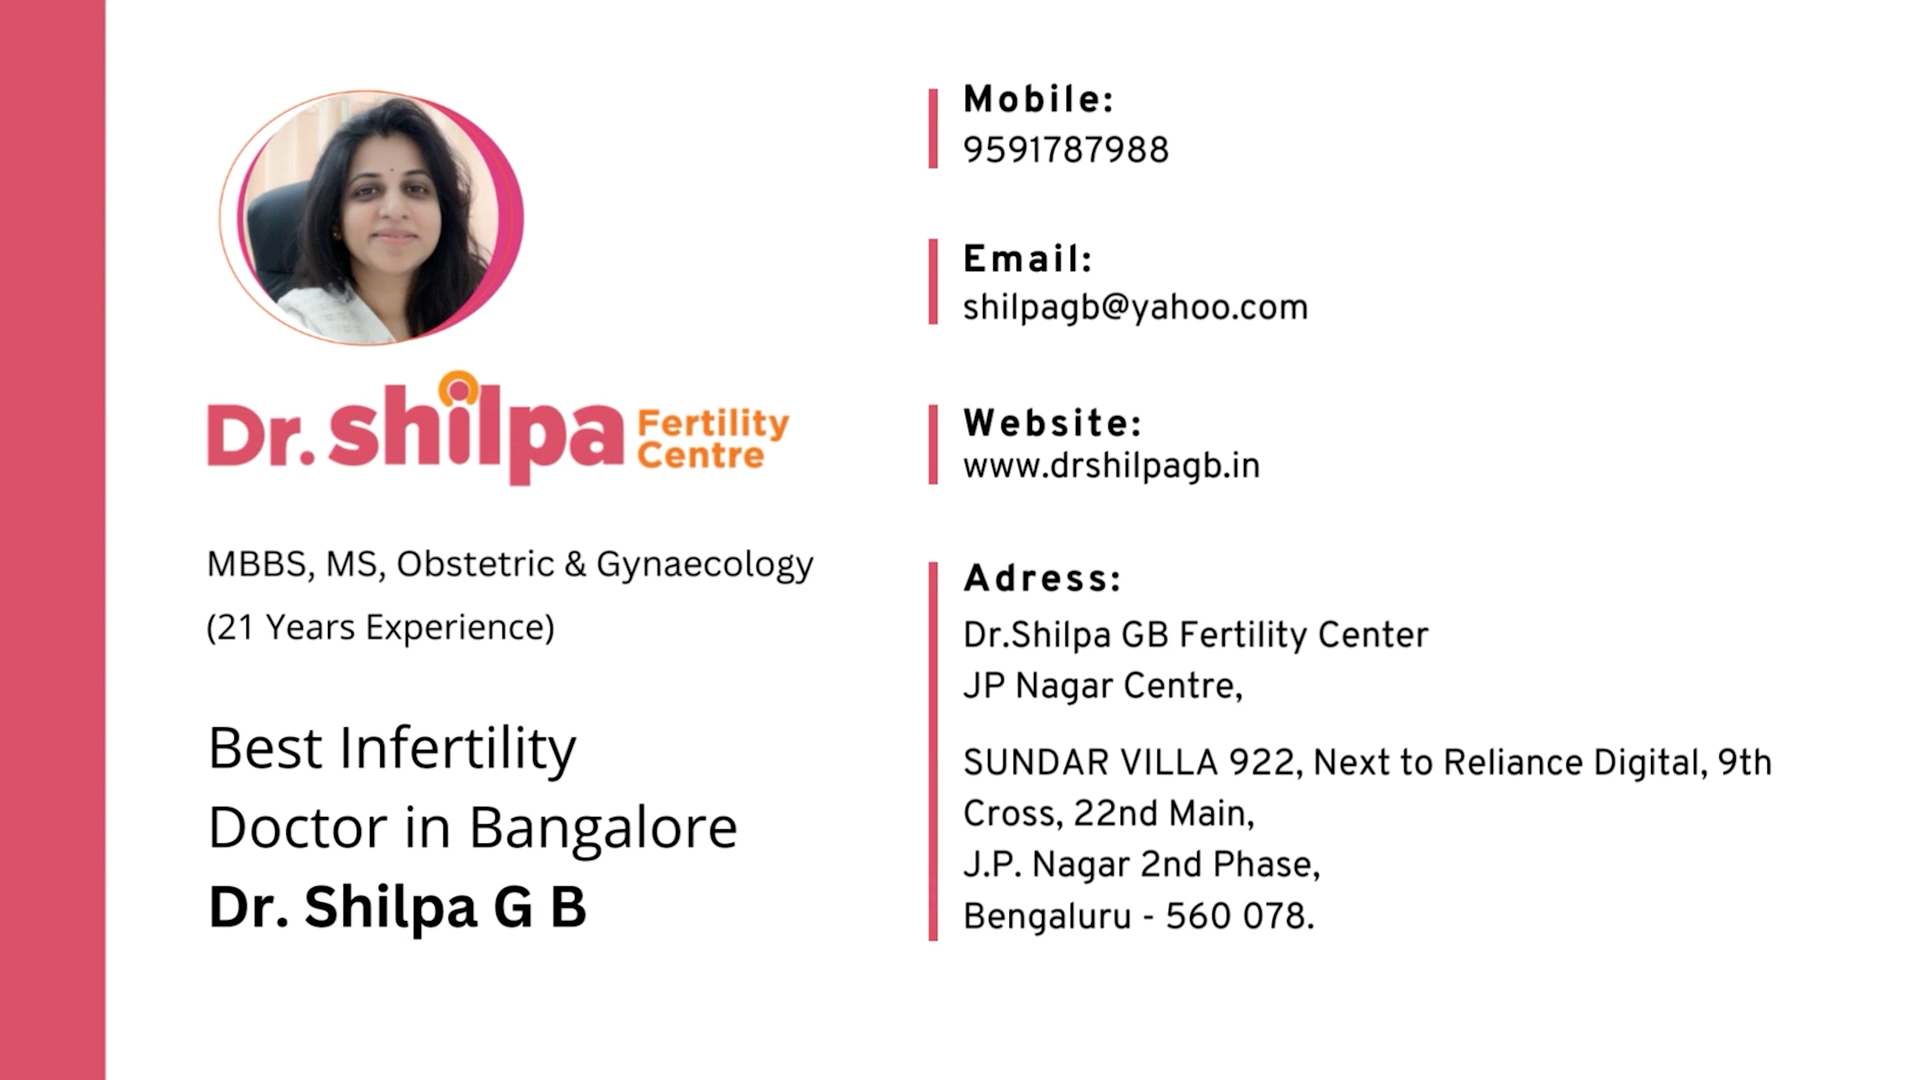 Dr. shilpa Fertility
Centre
MBBS, MS, Obstetric & Gynaecology
(21 Years Experience)
Best Infertility
Doctor in Bangalore
Dr. Shilpa G B
Mobile:
9591787988
Email:
shilpagb@yahoo.com
Website:
www.drshilpagb.in
Adress:
Dr.Shilpa GB Fertility Center
JP Nagar Centre,
SUNDAR VILLA 922, Next to Reliance Digital, 9th
Cross, 22nd Main,
J.P. Nagar 2nd Phase,
Bengaluru - 560 078.